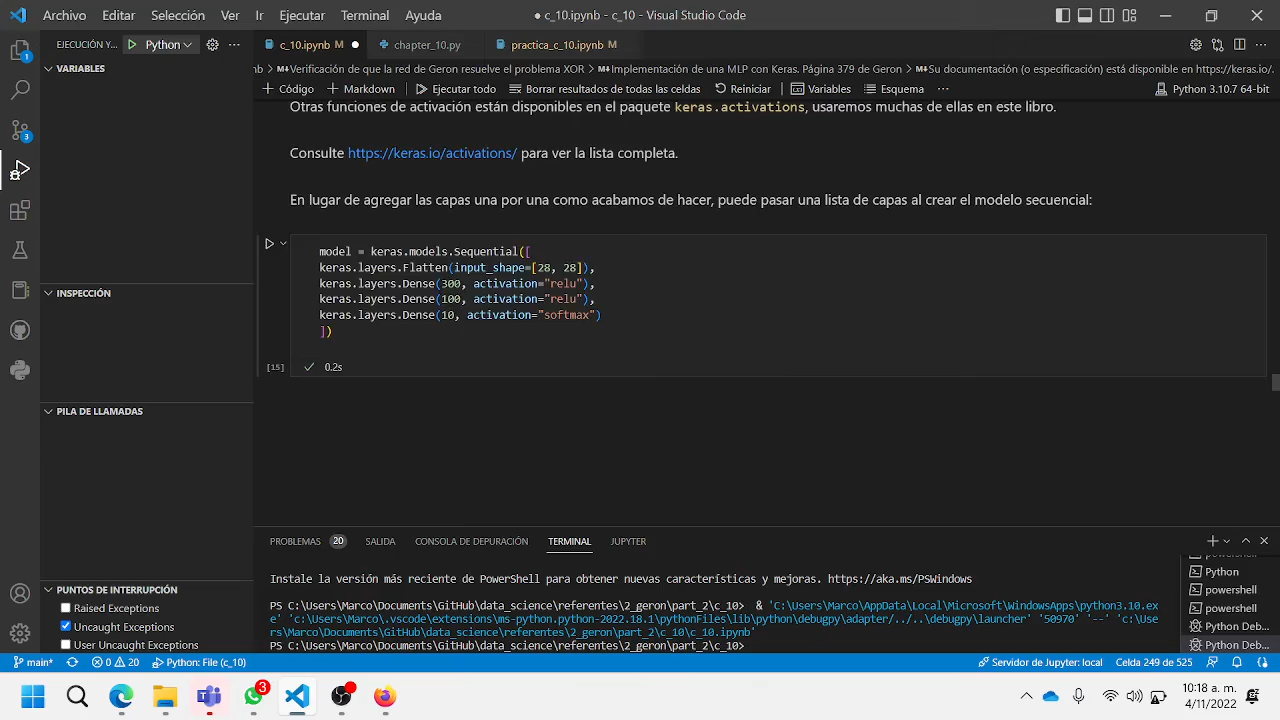 Archivo Editar Selección Ver Ir Ejecutar Terminal Ayuda ● c_10.ipynb - c_10 - Visual Studio Code
EJECUCIÓN Y... Python c_10.ipynb M chapter_10.py practica_c_10.ipynb M
VARIABLES
nb > M↓Verificación de que la red de Geron resuelve el problema XOR > M↓Implementación de una MLP con Keras. Página 379 de Geron > M↓Su documentación (o especificación) está disponible en https://keras.io/.
+ Código + Markdown Ejecutar todo Borrar resultados de todas las celdas Reiniciar Variables Esquema ... Python 3.10.7 64-bit
Otras funciones de activación están disponibles en el paquete keras.activations, usaremos muchas de ellas en este libro.
Consulte https://keras.io/activations/ para ver la lista completa.
En lugar de agregar las capas una por una como acabamos de hacer, puede pasar una lista de capas al crear el modelo secuencial:
model = keras.models.Sequential([
keras.layers.Flatten(input_shape=[28, 28]),
keras.layers.Dense(300, activation="relu"),
keras.layers.Dense(100, activation="relu"),
keras.layers.Dense(10, activation="softmax")
])
[15] ✓ 0.2s
INSPECCIÓN
PILA DE LLAMADAS
PUNTOS DE INTERRUPCIÓN
Raised Exceptions
Uncaught Exceptions
User Uncaught Exceptions
PROBLEMAS 20 SALIDA CONSOLA DE DEPURACIÓN TERMINAL JUPYTER
Instale la versión más reciente de PowerShell para obtener nuevas características y mejoras. https://aka.ms/PSWindows
PS C:\Users\Marco\Documents\GitHub\data_science\referentes\2_geron\part_2\c_10> & 'C:\Users\Marco\AppData\Local\Microsoft\WindowsApps\python3.10.ex
e' 'c:\Users\Marco\.vscode\extensions\ms-python.python-2022.18.1\pythonFiles\lib\python\debugpy\adapter/../..\debugpy\launcher' '50970' '--' 'c:\Use
rs\Marco\Documents\GitHub\data_science\referentes\2_geron\part_2\c_10\c_10.ipynb'
PS C:\Users\Marco\Documents\GitHub\data_science\referentes\2_geron\part_2\c_10>
powershell
Python
powershell
powershell
Python Deb...
Python Deb...
main* 0 20 Python: File (c_10) Servidor de Jupyter: local Celda 249 de 525
1
3
3
10:18 a. m.
4/11/2022